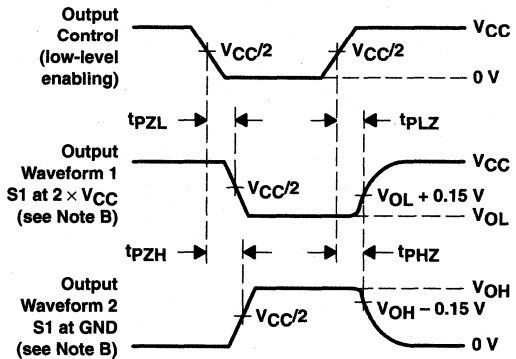 Output
Control
(low-level
enabling)
VCC/2
VCC/2
VCC
0 V
tPZL
tPLZ
Output
Waveform 1
S1 at 2 × VCC
(see Note B)
VCC/2
VCC
VOL + 0.15 V
VOL
tPZH
tPHZ
Output
Waveform 2
S1 at GND
(see Note B)
VCC/2
VOH
VOH − 0.15 V
0 V